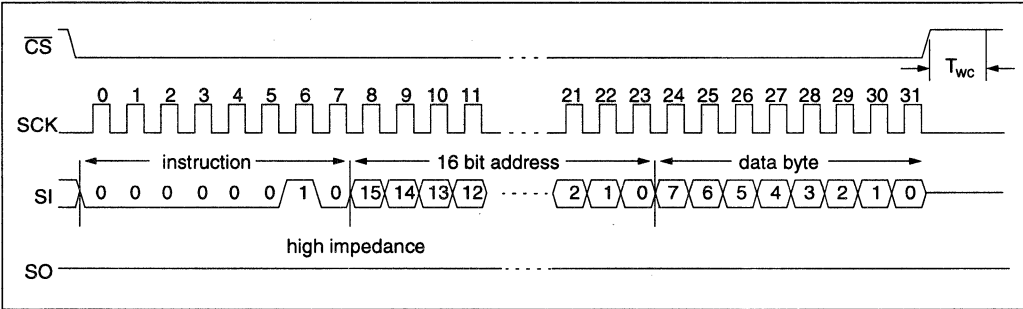 CS
T_WC
0 1 2 3 4 5 6 7 8 9 10 11 21 22 23 24 25 26 27 28 29 30 31
SCK
instruction 16 bit address data byte
SI 0 0 0 0 0 0 1 0 15 14 13 12 2 1 0 7 6 5 4 3 2 1 0
high impedance
SO